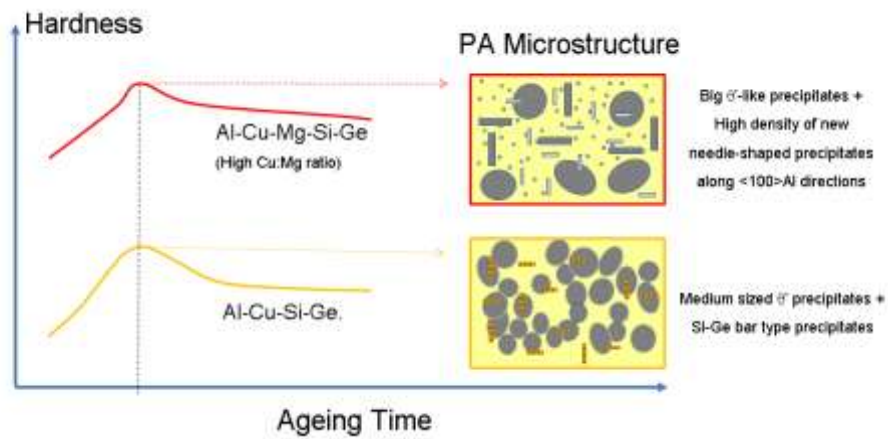 Hardness
PA Microstructure
Al-Cu-Mg-Si-Ge
(High Cu:Mg ratio)
Big θ'-like precipitates +
High density of new
needle-shaped precipitates
along <100>Al directions
Al-Cu-Si-Ge.
Medium sized θ' precipitates +
Si-Ge bar type precipitates
Ageing Time